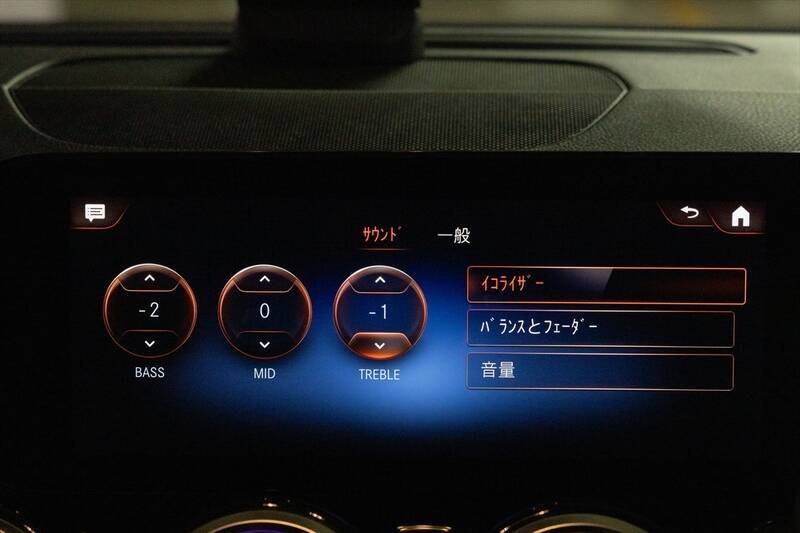 ｻｳﾝﾄﾞ 一般
-2 0 -1 ｲｺﾗｲｻﾞｰ
ﾊﾞﾗﾝｽとﾌｪｰﾀﾞｰ
BASS MID TREBLE 音量